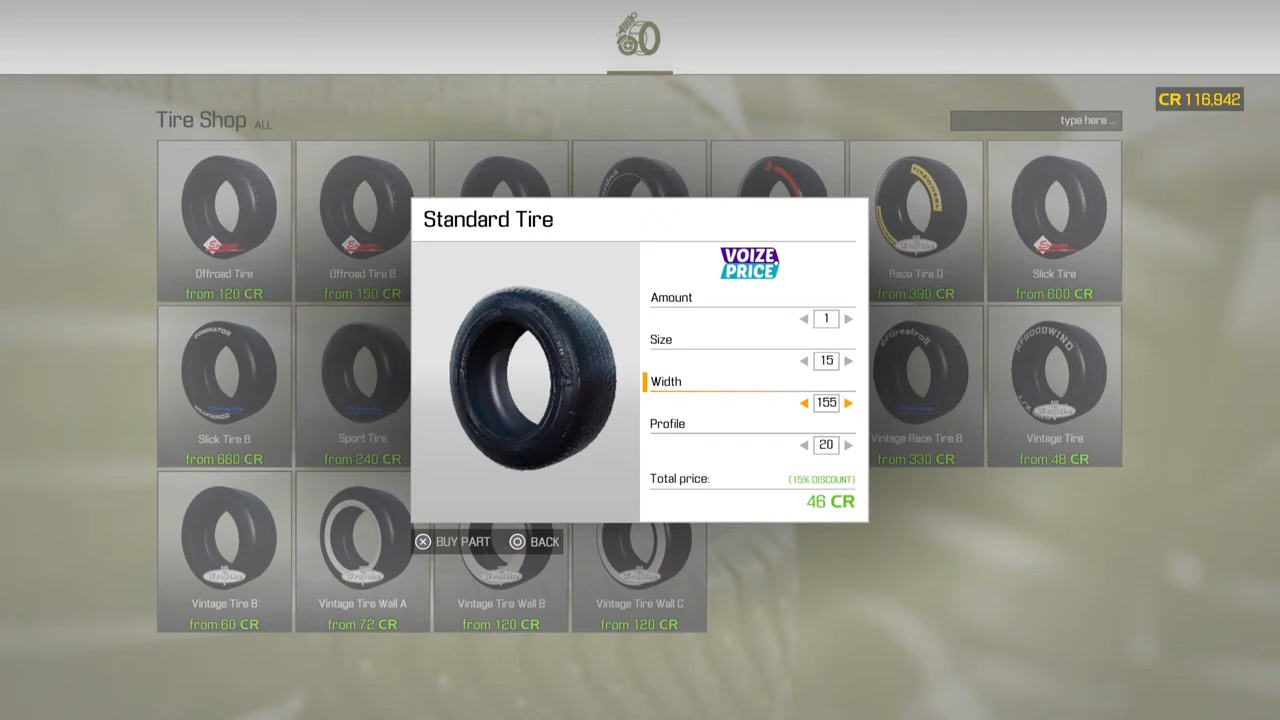 CR 116,942
Tire Shop ALL
type here ...
Standard Tire
VOIZE
PRICE
Amount
1
Size
15
Width
155
Profile
20
Total price: (15% DISCOUNT)
46 CR
BUY PART BACK
Offroad Tire
from 120 CR
Offroad Tire B
from 150 CR
Race Tire D
from 390 CR
Slick Tire
from 600 CR
DOMINATOR
Slick Tire B
from 660 CR
Sport Tire
from 240 CR
Vintage Race Tire B
from 330 CR
Vintage Tire
from 48 CR
Vintage Tire B
from 60 CR
Vintage Tire Wall A
from 72 CR
Vintage Tire Wall B
from 120 CR
Vintage Tire Wall C
from 120 CR